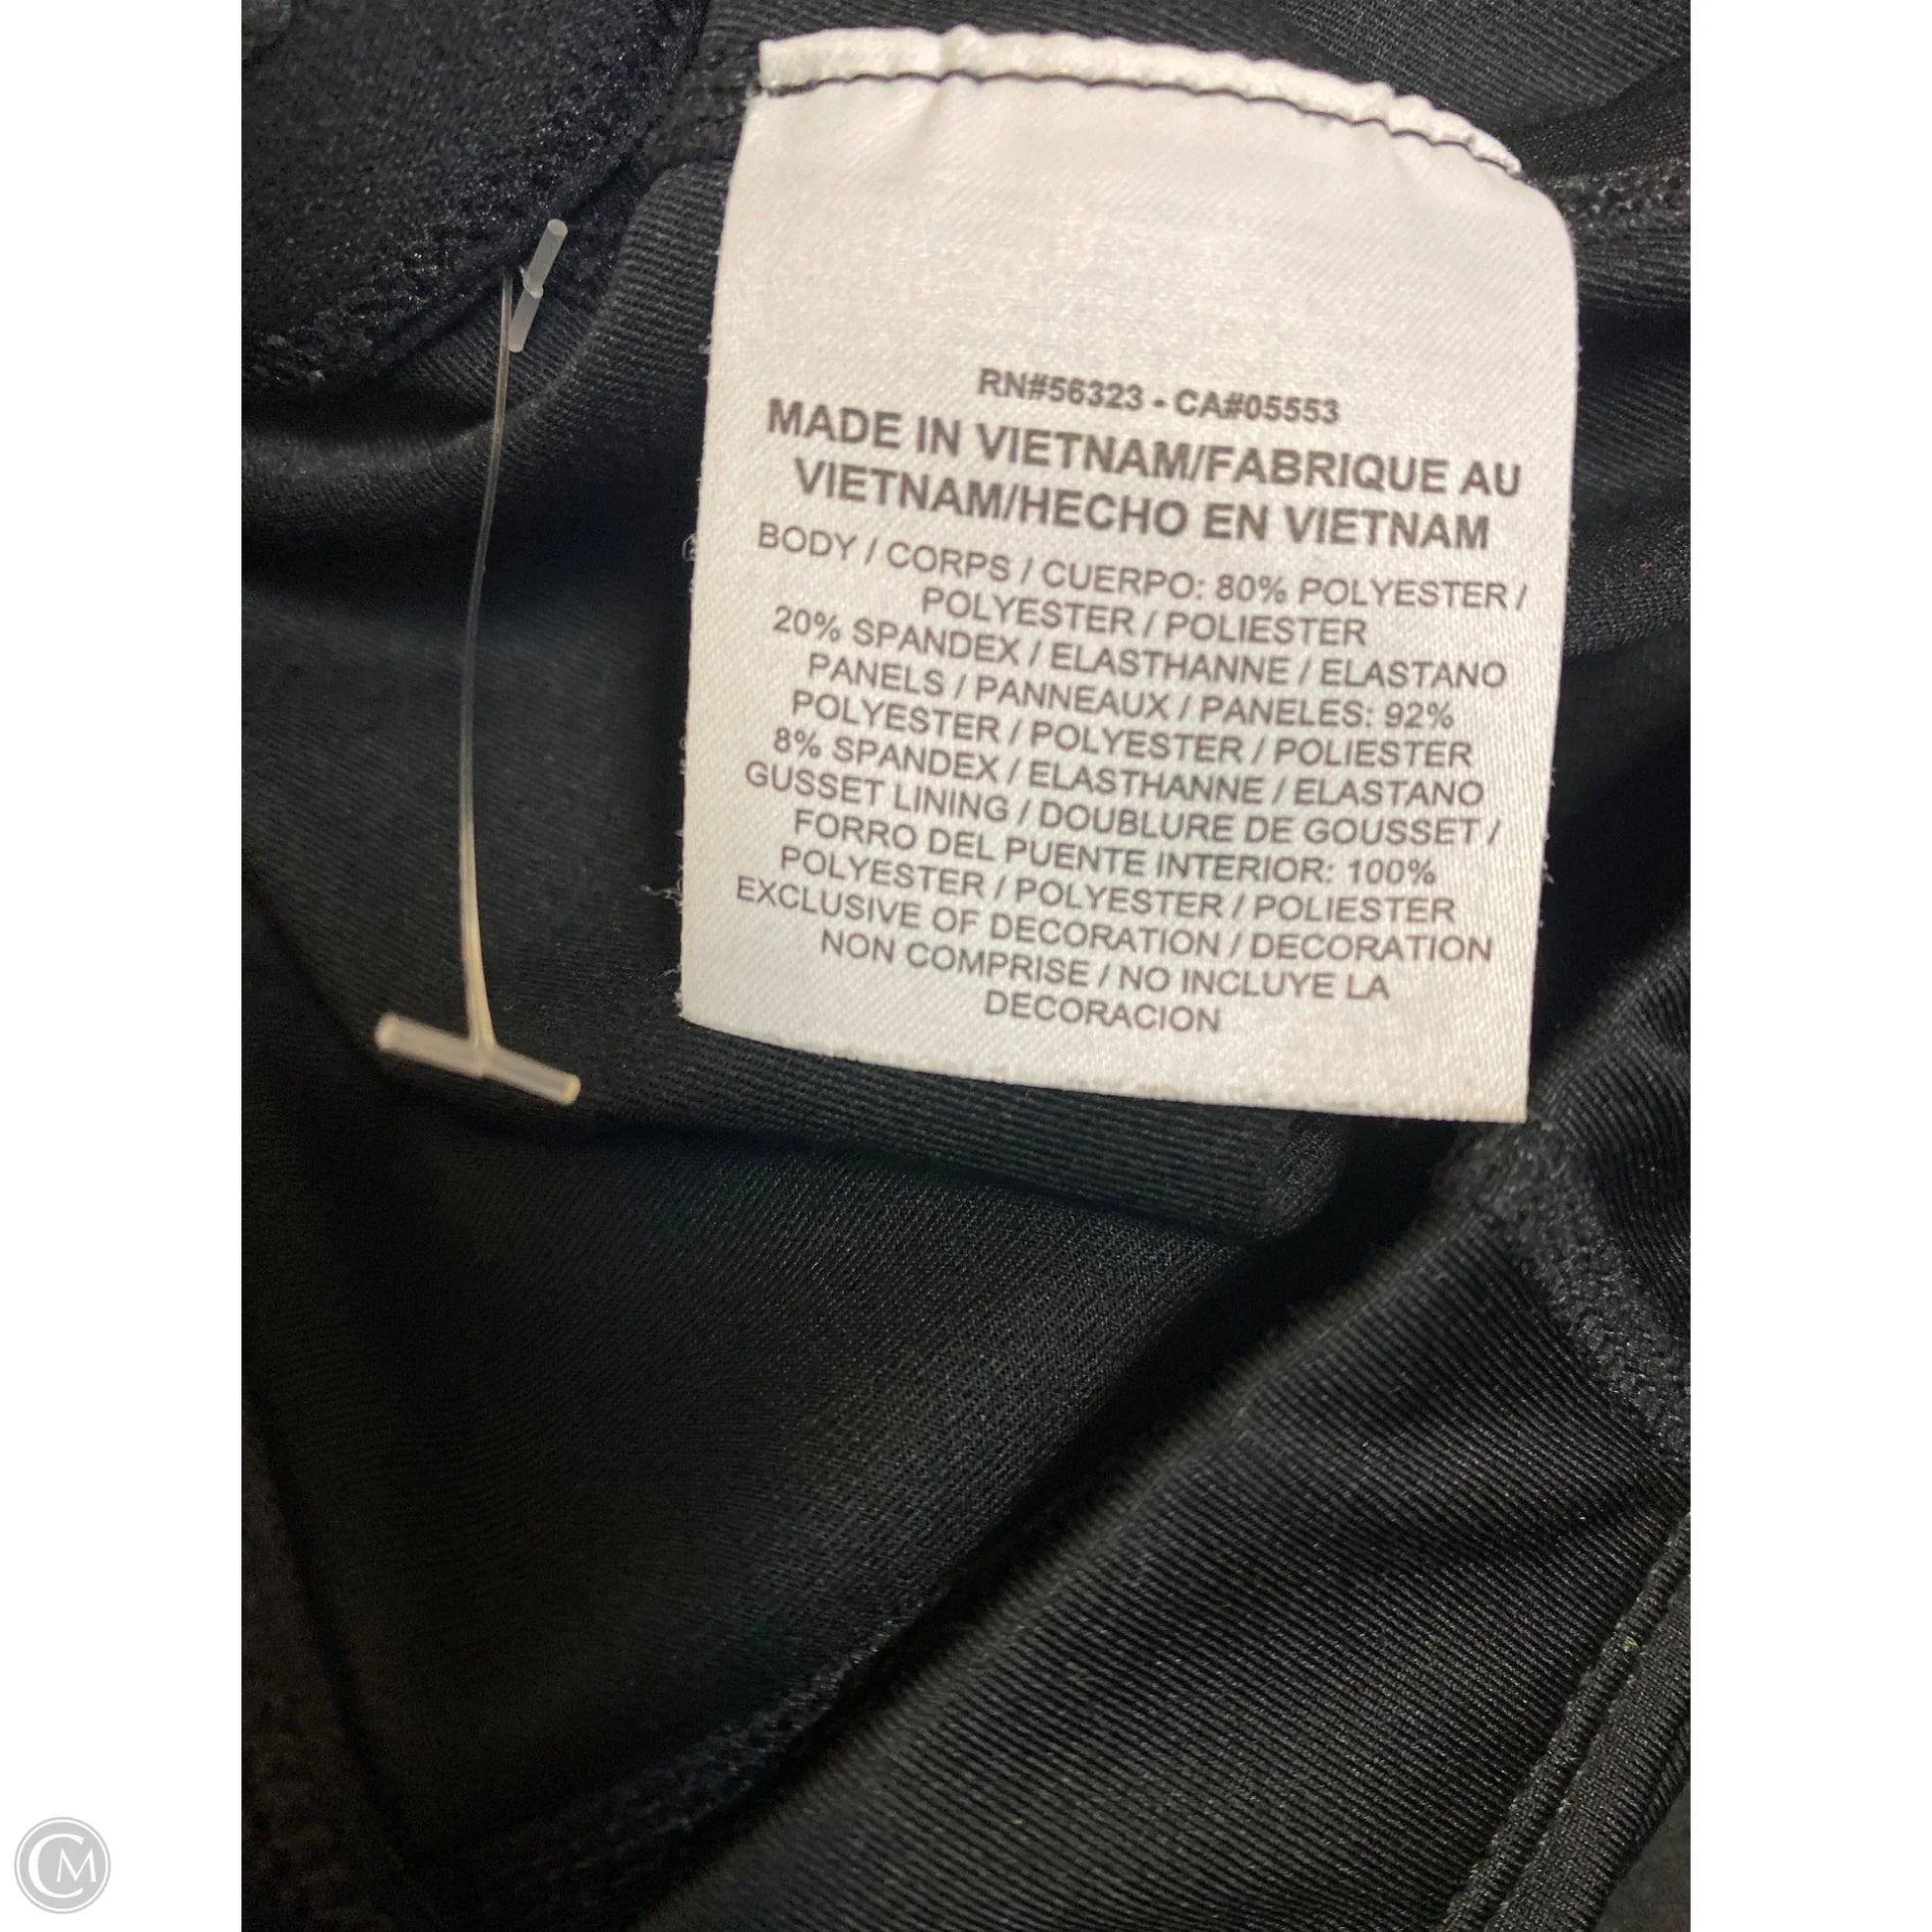 RN#56323 - CA#05553
MADE IN VIETNAM/FABRIQUE AU
VIETNAM/HECHO EN VIETNAM
BODY / CORPS / CUERPO: 80% POLYESTER /
POLYESTER / POLIESTER
20% SPANDEX / ELASTHANNE / ELASTANO
PANELS / PANNEAUX / PANELES: 92%
POLYESTER / POLYESTER / POLIESTER
8% SPANDEX / ELASTHANNE / ELASTANO
GUSSET LINING / DOUBLURE DE GOUSSET /
FORRO DEL PUENTE INTERIOR: 100%
POLYESTER / POLYESTER / POLIESTER
EXCLUSIVE OF DECORATION / DECORATION
NON COMPRISE / NO INCLUYE LA
DECORACION
CM